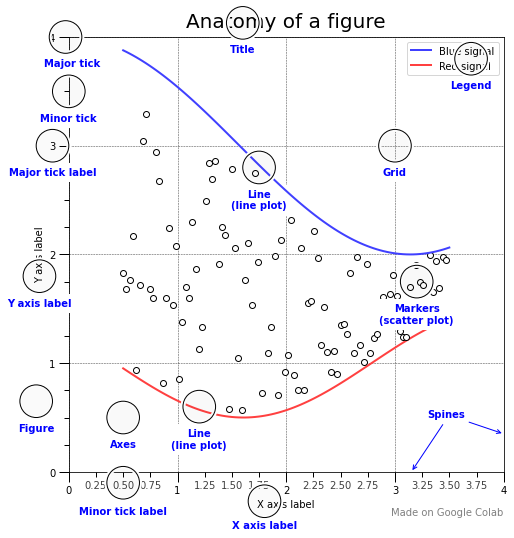 Anatomy of a figure
Title
4
Major tick
Blue signal
Red signal
Legend
Minor tick
3
Major tick label
Grid
Line
(line plot)
Y axis label
2
Y axis label
Markers
(scatter plot)
1
Figure
Axes
Line
(line plot)
Spines
0
0 0.25 0.50 0.75 1 1.25 1.50 1.75 2 2.25 2.50 2.75 3 3.25 3.50 3.75 4
Minor tick label
X axis label
X axis label
Made on Google Colab